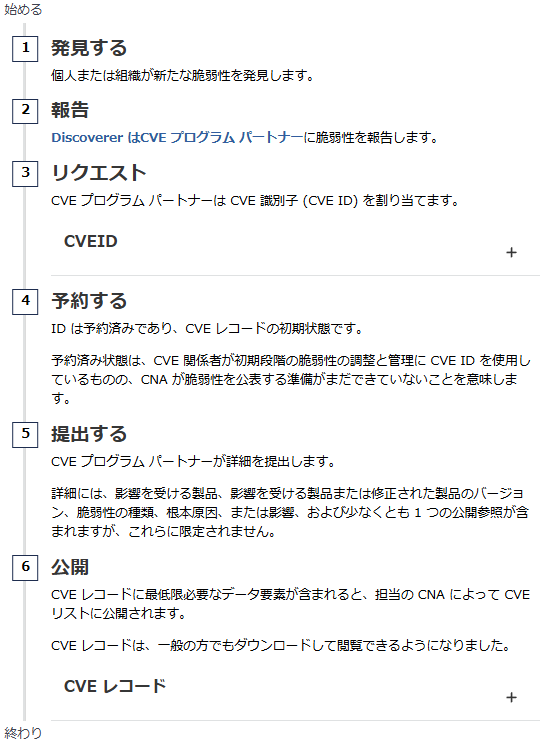 始める
1 発見する
個人または組織が新たな脆弱性を発見します。
2 報告
Discoverer はCVE プログラム パートナーに脆弱性を報告します。
3 リクエスト
CVE プログラム パートナーは CVE 識別子 (CVE ID) を割り当てます。
CVEID +
4 予約する
ID は予約済みであり、CVE レコードの初期状態です。
予約済み状態は、CVE 関係者が初期段階の脆弱性の調整と管理に CVE ID を使用し
ているものの、CNA が脆弱性を公表する準備がまだできていないことを意味しま
す。
5 提出する
CVE プログラム パートナーが詳細を提出します。
詳細には、影響を受ける製品、影響を受ける製品または修正された製品のバージョ
ン、脆弱性の種類、根本原因、または影響、および少なくとも 1 つの公開参照が含
まれますが、これらに限定されません。
6 公開
CVE レコードに最低限必要なデータ要素が含まれると、担当の CNA によって CVE
リストに公開されます。
CVE レコードは、一般の方でもダウンロードして閲覧できるようになりました。
CVE レコード +
終わり